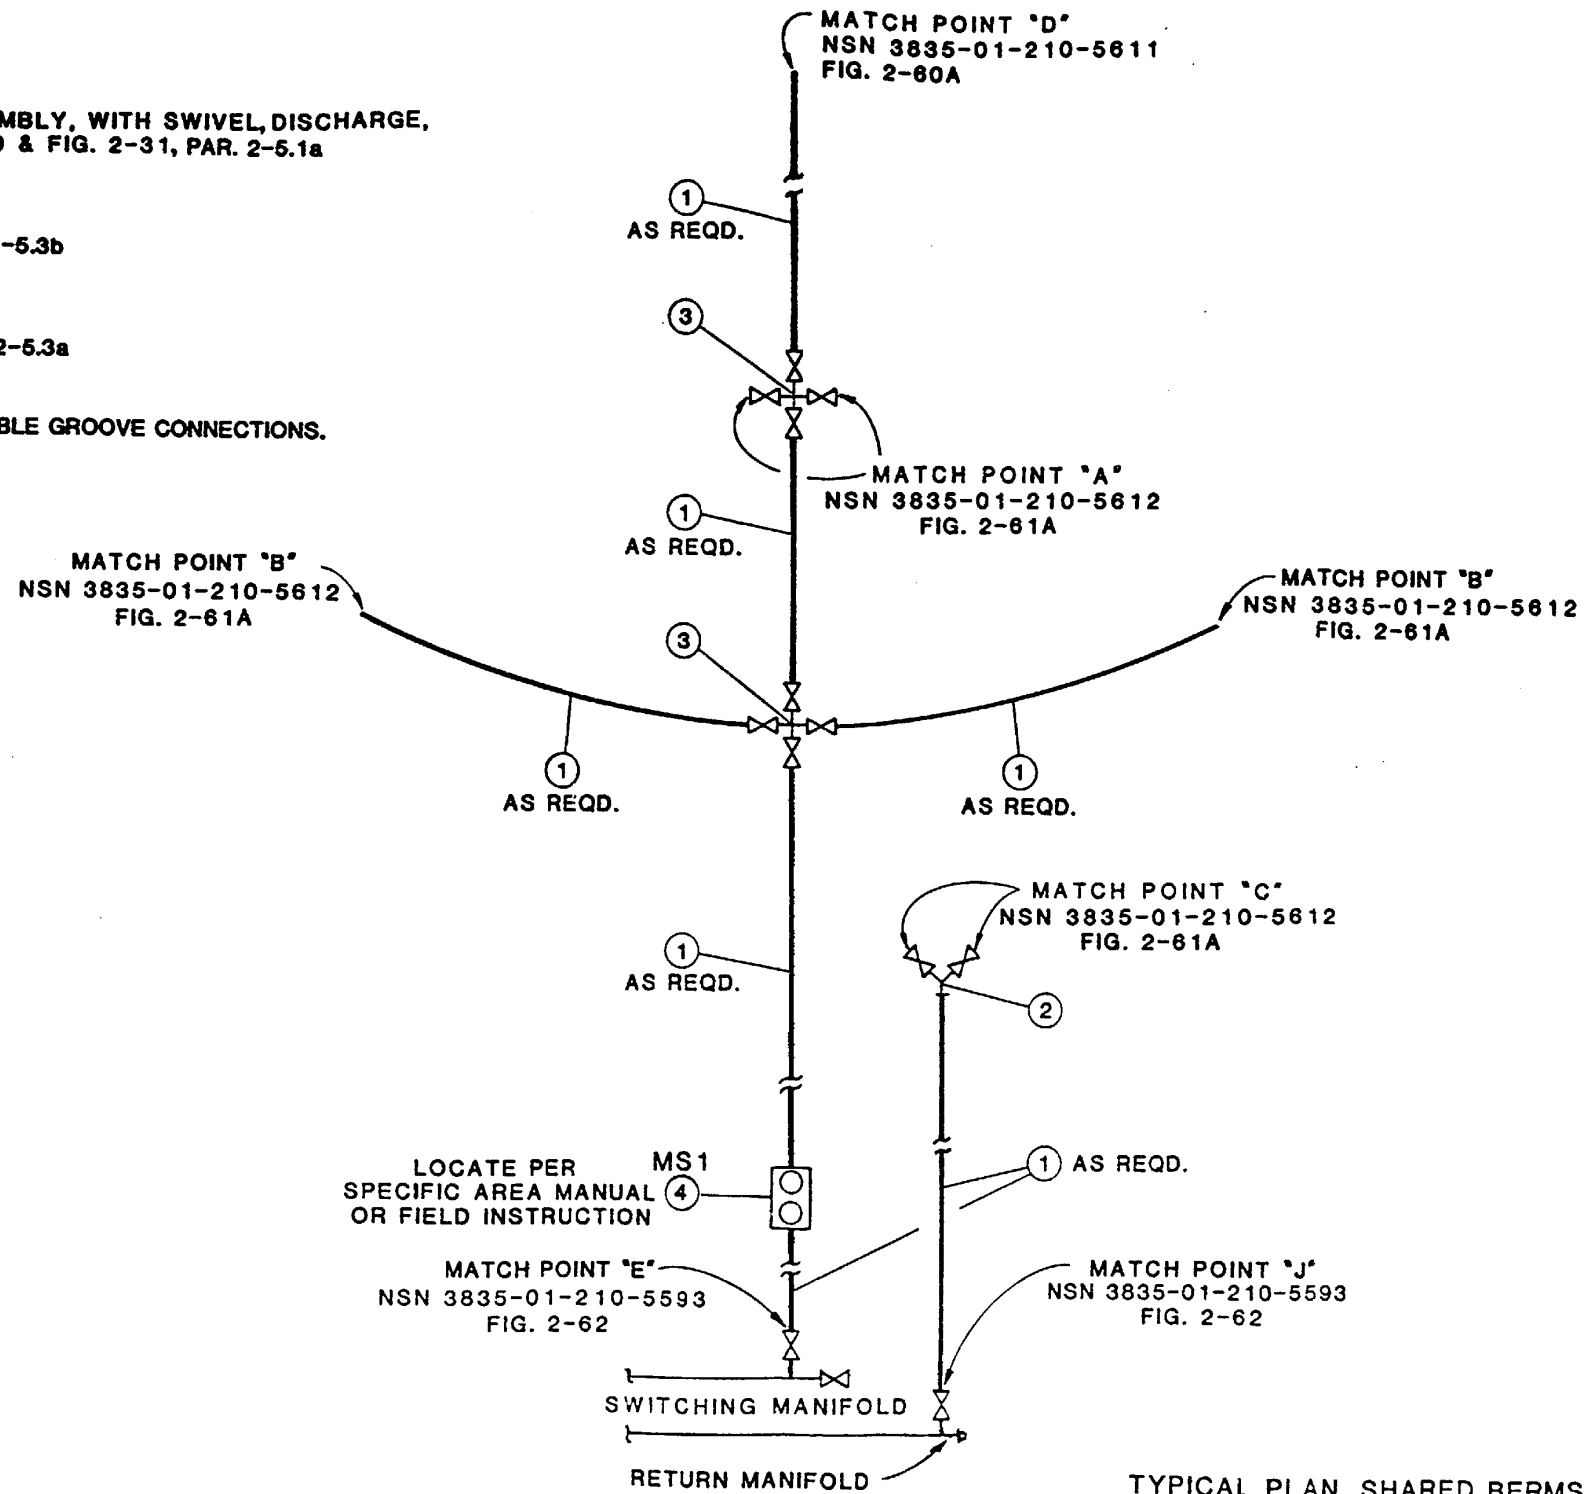 MATCH POINT "D"
NSN 3835-01-210-5611
FIG. 2-60A
MBLY, WITH SWIVEL, DISCHARGE,
& FIG. 2-31, PAR. 2-5.1a
1
AS REQD.
-5.3b
3
2-5.3a
BLE GROOVE CONNECTIONS.
MATCH POINT "A"
NSN 3835-01-210-5612
FIG. 2-61A
1
AS REQD.
MATCH POINT "B"
NSN 3835-01-210-5612
FIG. 2-61A
MATCH POINT "B"
NSN 3835-01-210-5612
FIG. 2-61A
3
1
AS REQD.
1
AS REQD.
MATCH POINT "C"
NSN 3835-01-210-5612
FIG. 2-61A
1
AS REQD.
2
LOCATE PER
SPECIFIC AREA MANUAL
OR FIELD INSTRUCTION
MS1
4
1 AS REQD.
MATCH POINT "E"
NSN 3835-01-210-5593
FIG. 2-62
MATCH POINT "J"
NSN 3835-01-210-5593
FIG. 2-62
SWITCHING MANIFOLD
RETURN MANIFOLD
TYPICAL PLAN SHARED BERMS